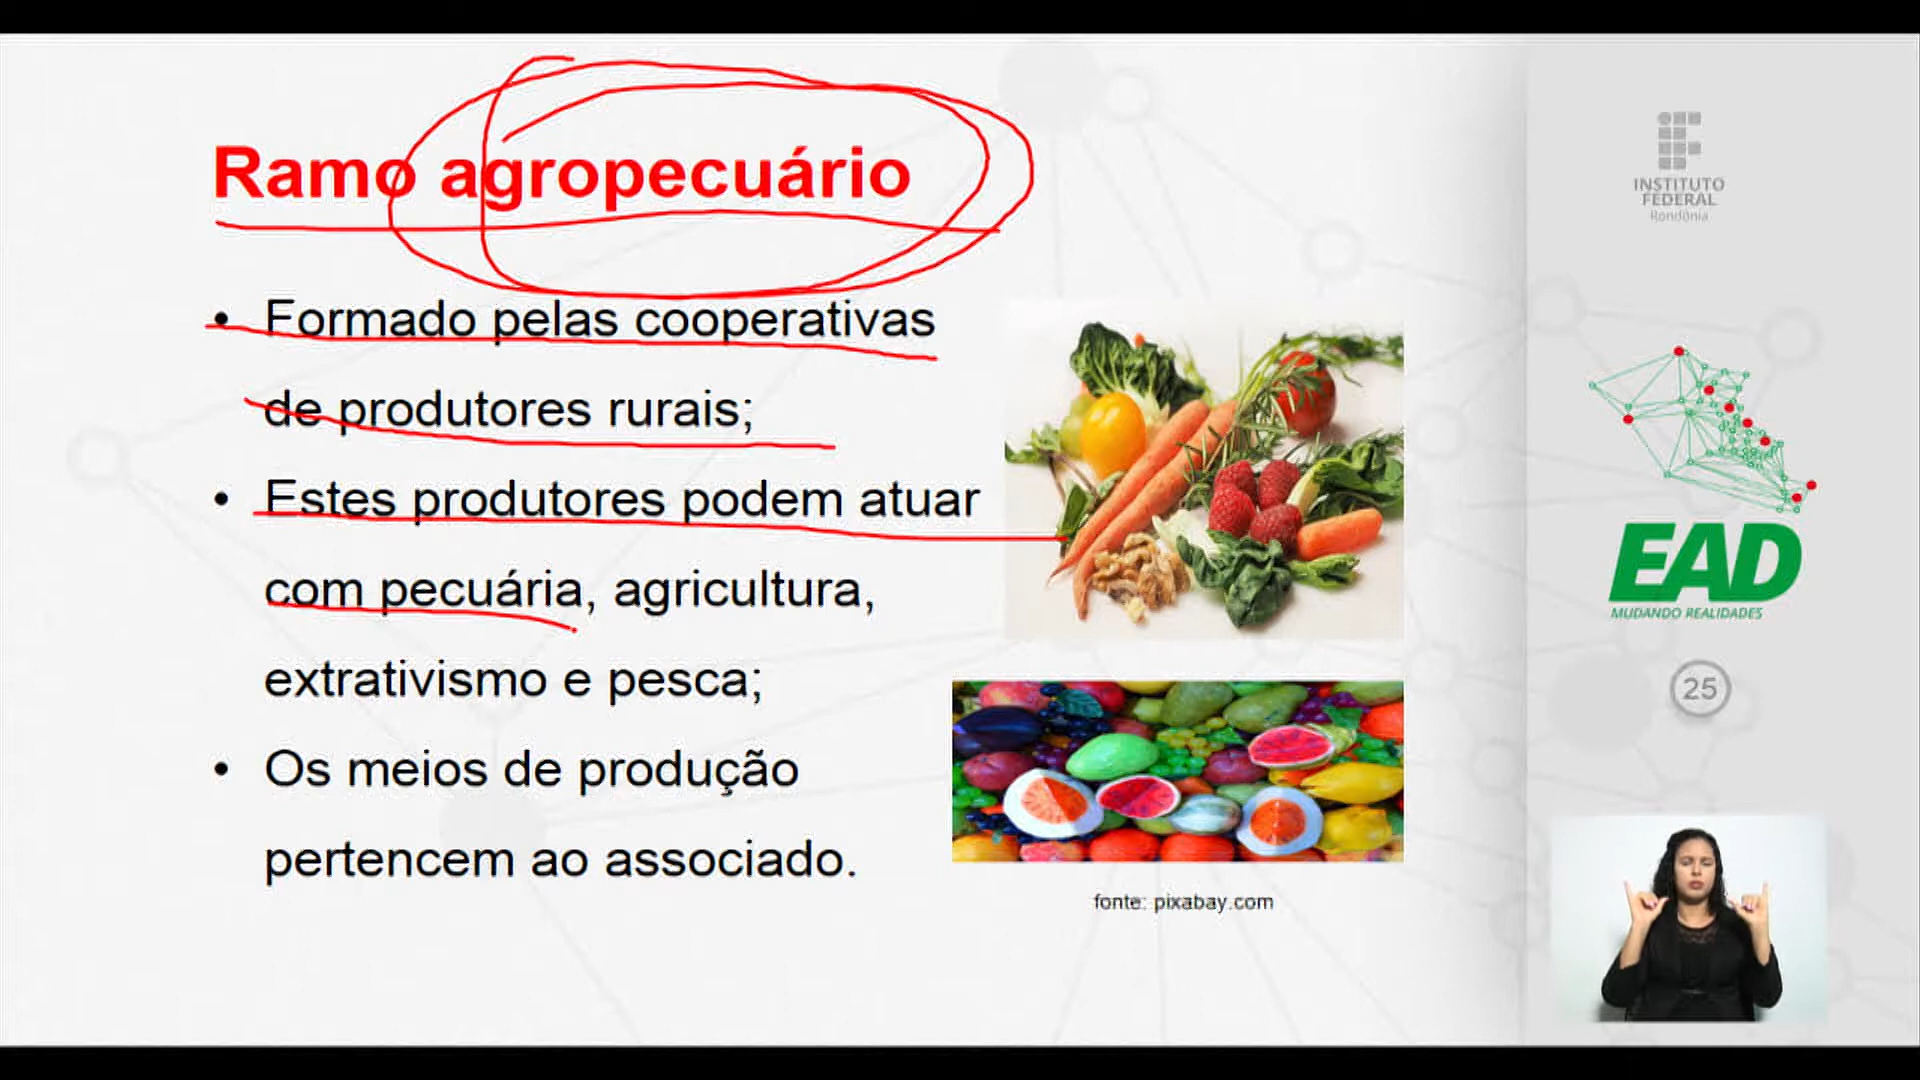 Ramo agropecuário
• Formado pelas cooperativas
de produtores rurais;
• Estes produtores podem atuar
com pecuária, agricultura,
extrativismo e pesca;
• Os meios de produção
pertencem ao associado.
fonte: pixabay.com
INSTITUTO
FEDERAL
Rondônia
EAD
MUDANDO REALIDADES
25